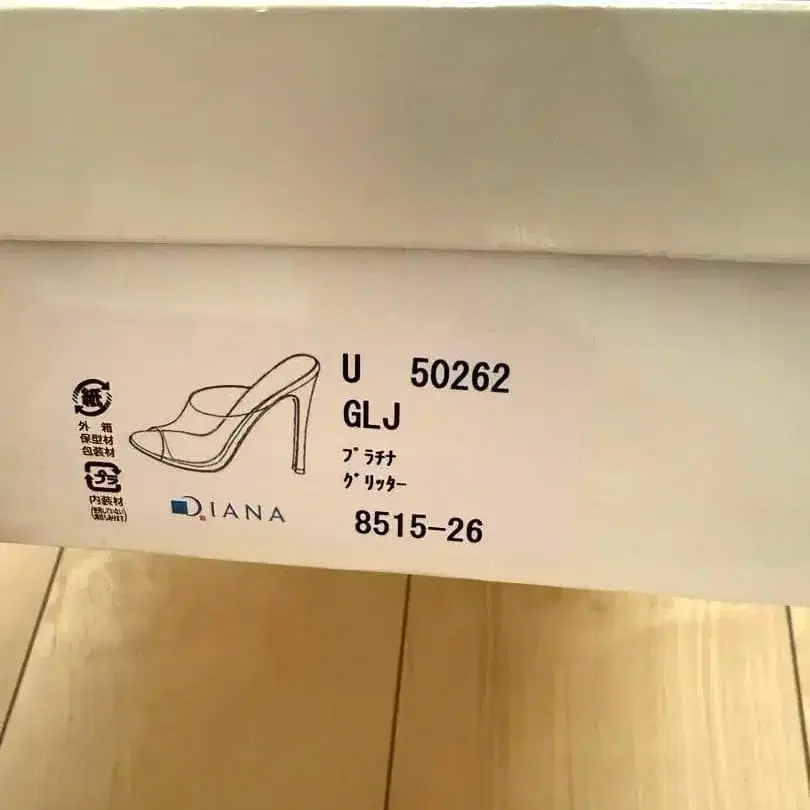 紙
外箱
保型材
包装材
プラ
内装材
DIANA
U 50262
GLJ
ﾌﾟﾗﾁﾅ
ｸﾞﾘｯﾀｰ
8515-26